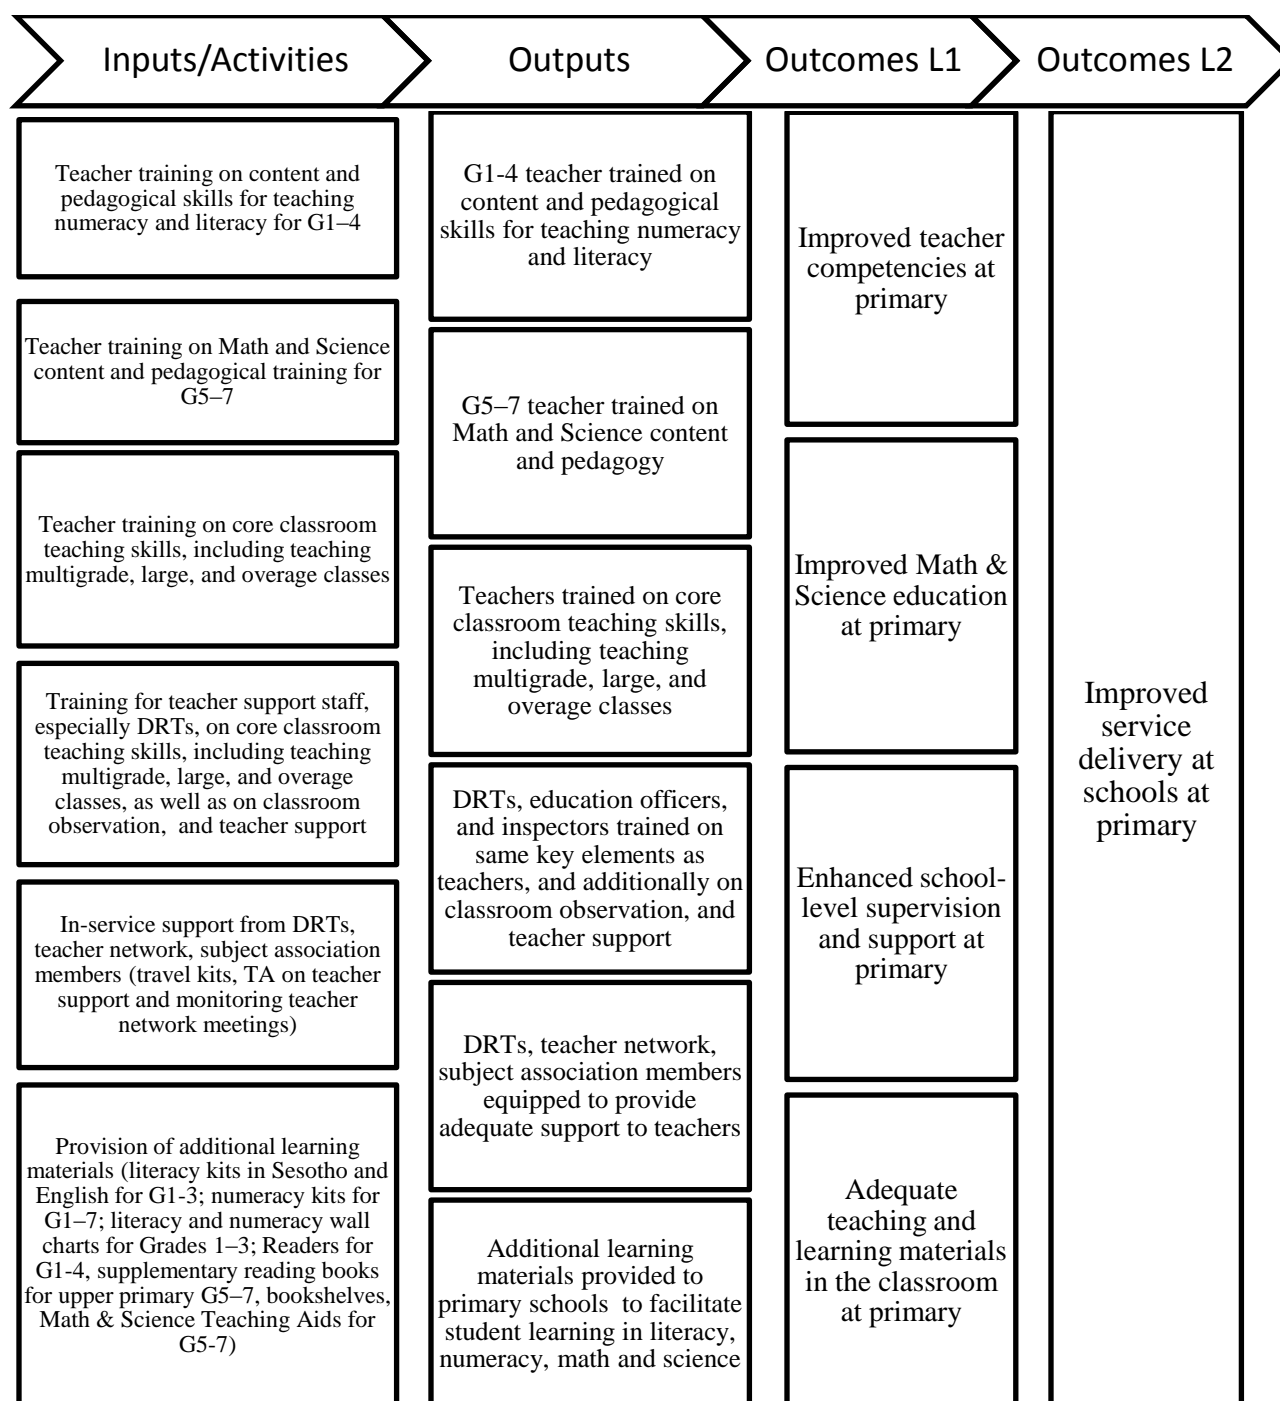 Inputs/Activities
Outputs
Outcomes L1
Outcomes L2
Teacher training on content and
pedagogical skills for teaching
numeracy and literacy for G1–4
Teacher training on Math and Science
content and pedagogical training for
G5–7
Teacher training on core classroom
teaching skills, including teaching
multigrade, large, and overage classes
Training for teacher support staff,
especially DRTs, on core classroom
teaching skills, including teaching
multigrade, large, and overage
classes, as well as on classroom
observation, and teacher support
In-service support from DRTs,
teacher network, subject association
members (travel kits, TA on teacher
support and monitoring teacher
network meetings)
Provision of additional learning
materials (literacy kits in Sesotho and
English for G1-3; numeracy kits for
G1–7; literacy and numeracy wall
charts for Grades 1–3; Readers for
G1-4, supplementary reading books
for upper primary G5–7, bookshelves,
Math & Science Teaching Aids for
G5-7)
G1-4 teacher trained on
content and pedagogical
skills for teaching numeracy
and literacy
G5–7 teacher trained on
Math and Science content
and pedagogy
Teachers trained on core
classroom teaching skills,
including teaching
multigrade, large, and
overage classes
DRTs, education officers,
and inspectors trained on
same key elements as
teachers, and additionally on
classroom observation, and
teacher support
DRTs, teacher network,
subject association members
equipped to provide
adequate support to teachers
Additional learning
materials provided to
primary schools to facilitate
student learning in literacy,
numeracy, math and science
Improved teacher
competencies at
primary
Improved Math &
Science education
at primary
Enhanced school-
level supervision
and support at
primary
Adequate
teaching and
learning materials
in the classroom
at primary
Improved
service
delivery at
schools at
primary